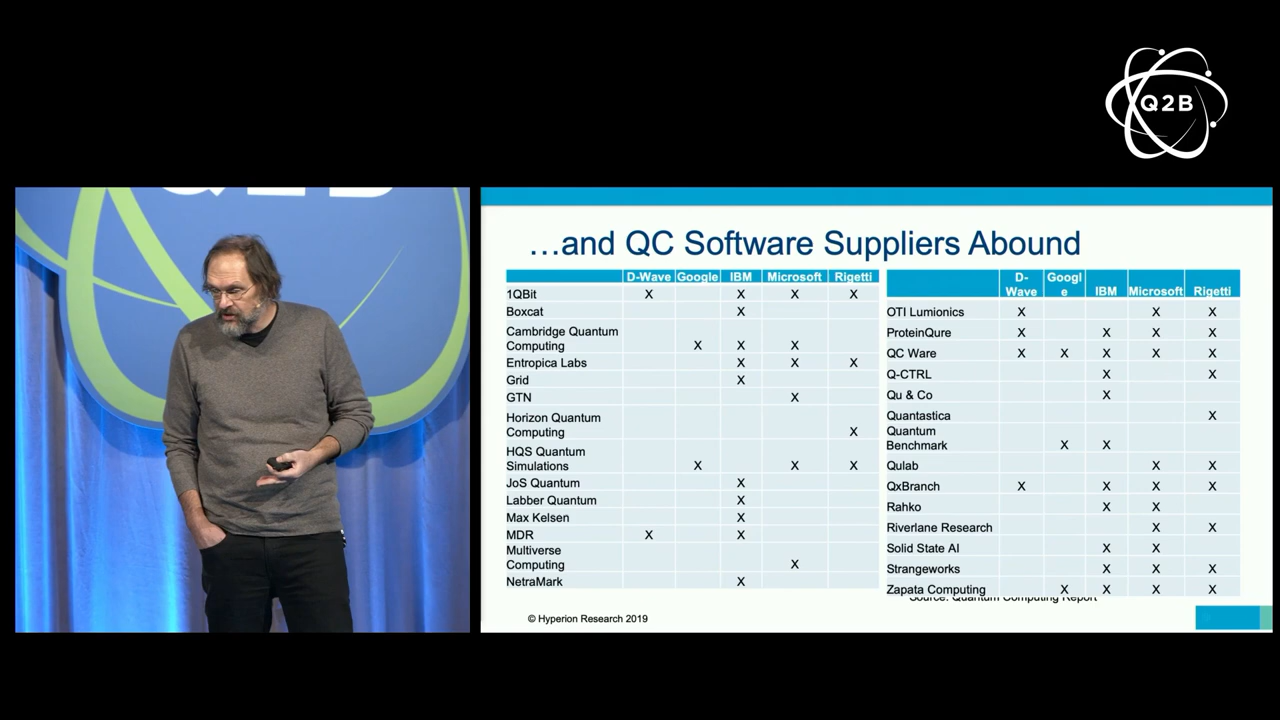 Q2B
Q2B
…and QC Software Suppliers Abound
D-Wave Google IBM Microsoft Rigetti
1QBit X X X X
Boxcat X
Cambridge Quantum
Computing X X X
Entropica Labs X X X
Grid X
GTN X
Horizon Quantum
Computing X
HQS Quantum
Simulations X X X
JoS Quantum X
Labber Quantum X
Max Kelsen X
MDR X X
Multiverse
Computing X
NetraMark X
D-
Wave
Googl
e
IBM Microsoft Rigetti
OTI Lumionics X X X
ProteinQure X X X X
QC Ware X X X X X
Q-CTRL X X
Qu & Co X
Quantastica X
Quantum
Benchmark X X
Qulab X X
QxBranch X X X X
Rahko X X
Riverlane Research X X
Solid State AI X X
Strangeworks X X X
Zapata Computing X X X X
Source: Quantum Computing Report
© Hyperion Research 2019